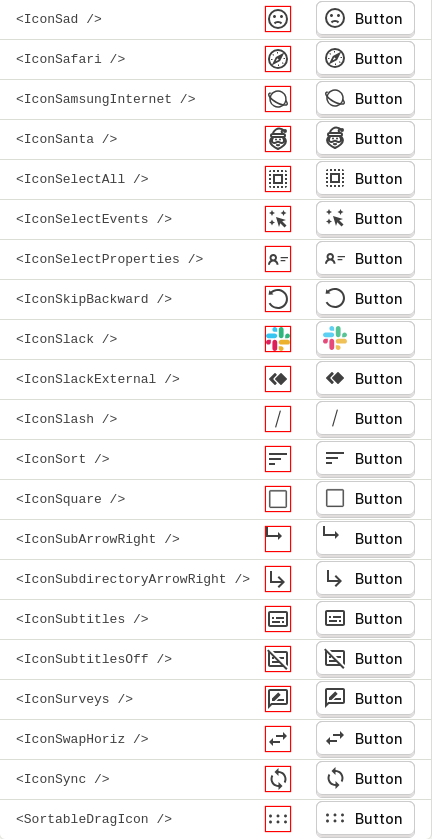 <IconSad /> Button
<IconSafari /> Button
<IconSamsungInternet /> Button
<IconSanta /> Button
<IconSelectAll /> Button
<IconSelectEvents /> Button
<IconSelectProperties /> Button
<IconSkipBackward /> Button
<IconSlack /> Button
<IconSlackExternal /> Button
<IconSlash /> Button
<IconSort /> Button
<IconSquare /> Button
<IconSubArrowRight /> Button
<IconSubdirectoryArrowRight /> Button
<IconSubtitles /> Button
<IconSubtitlesOff /> Button
<IconSurveys /> Button
<IconSwapHoriz /> Button
<IconSync /> Button
<SortableDragIcon /> Button